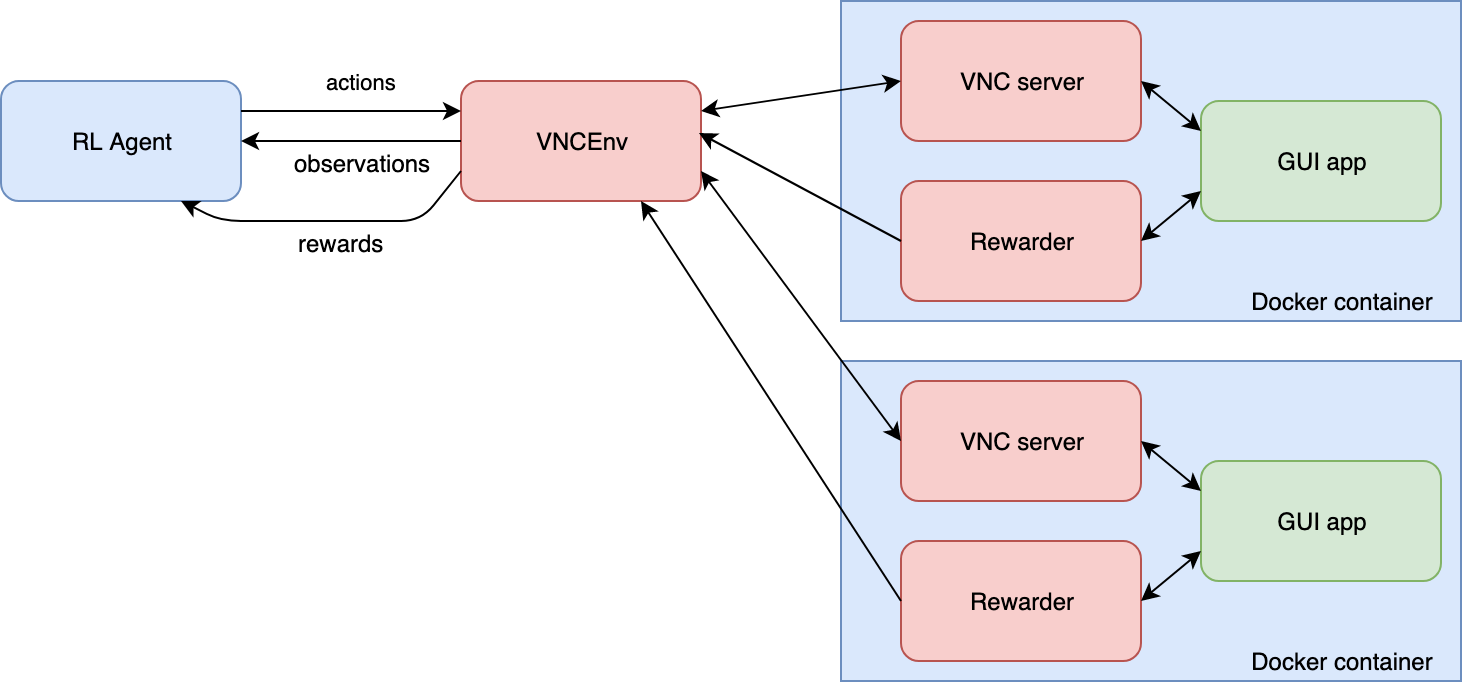 actions
RL Agent
VNCEnv
observations
rewards
VNC server
GUI app
Rewarder
Docker container
VNC server
GUI app
Rewarder
Docker container